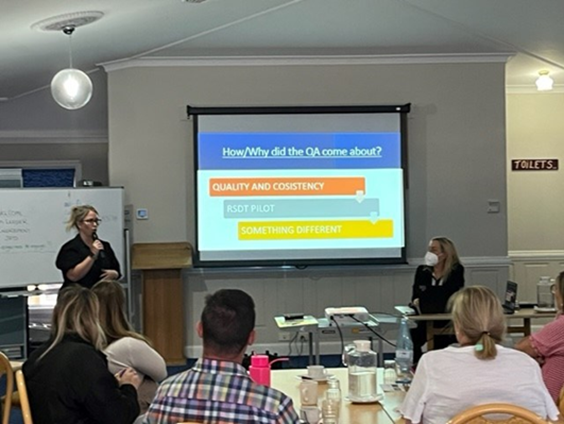 How/Why did the QA come about?
QUALITY AND COSISTENCY
RSDT PILOT
SOMETHING DIFFERENT
TOILETS